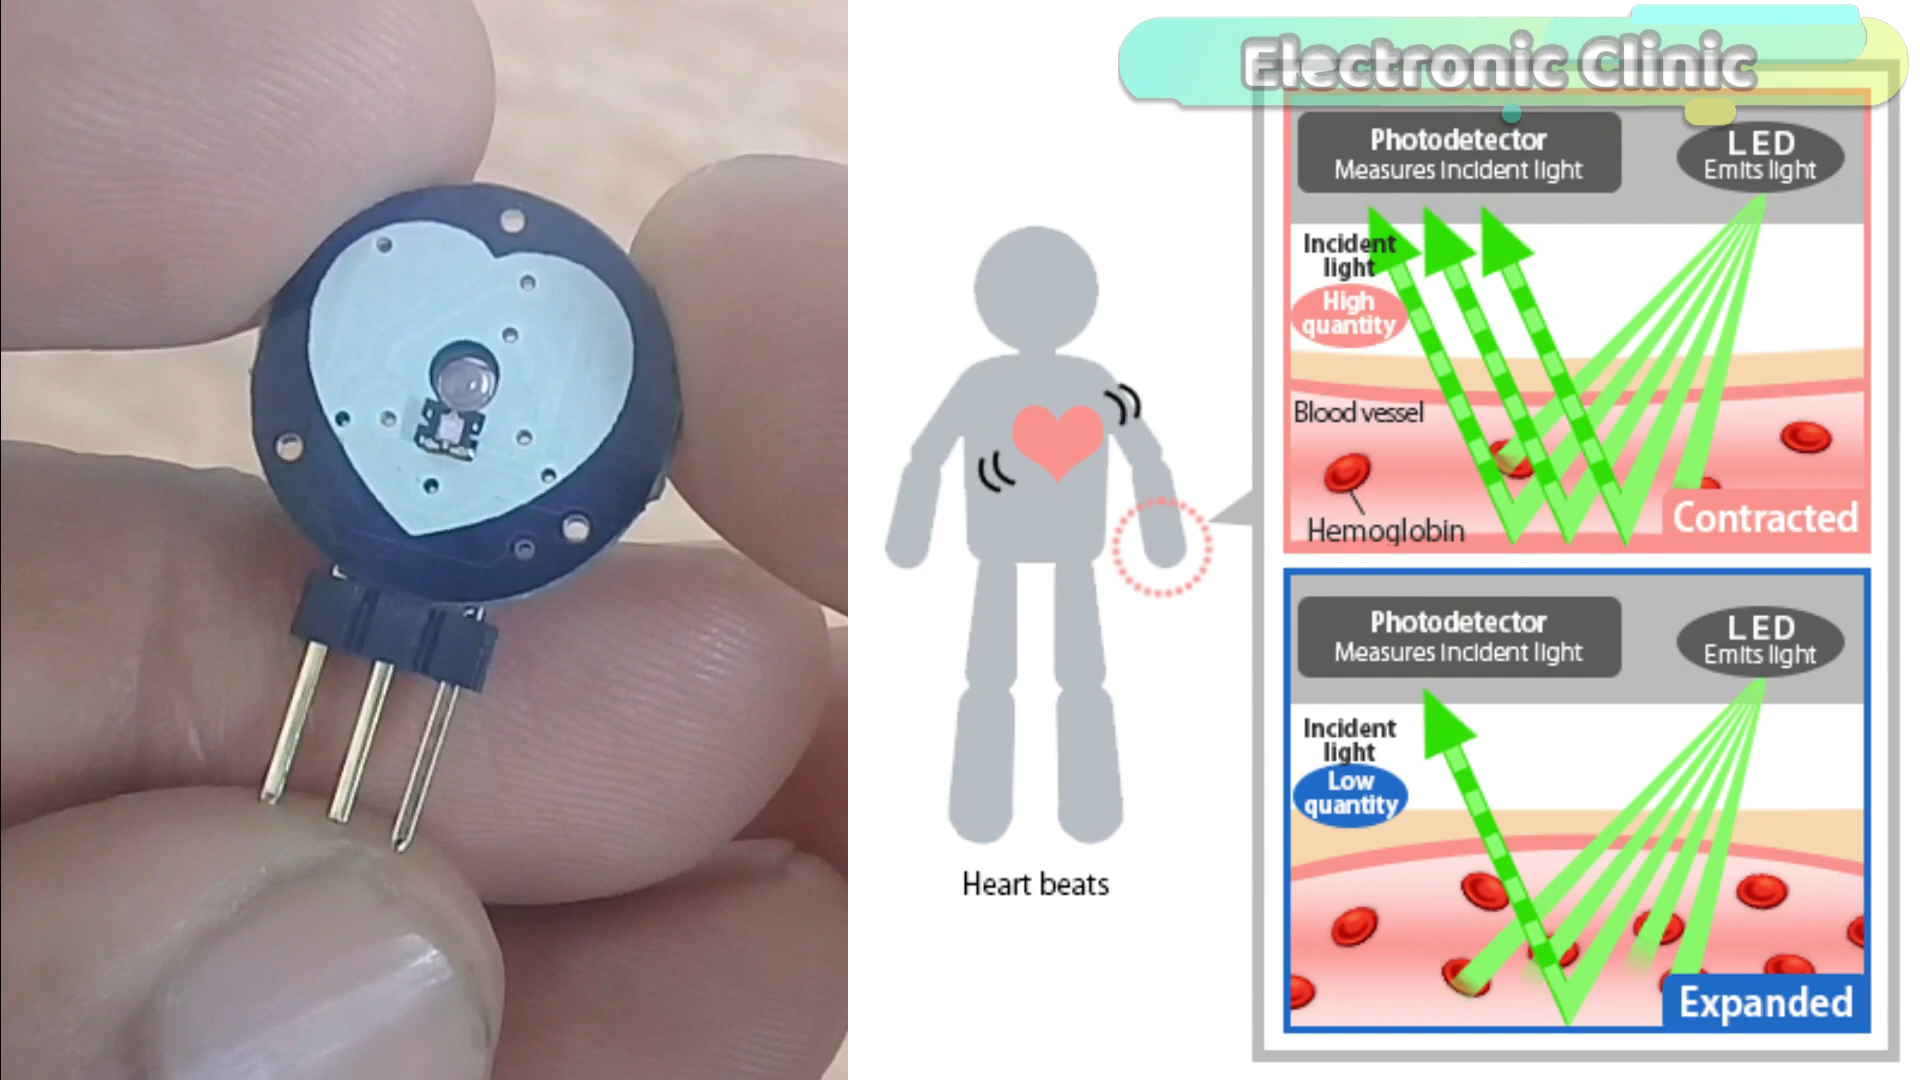 Electronic Clinic
Photodetector
Measures incident light
LED
Emits light
Incident
light
High
quantity
Blood vessel
Hemoglobin
Contracted
Heart beats
Photodetector
Measures incident light
LED
Emits light
Incident
light
Low
quantity
Expanded